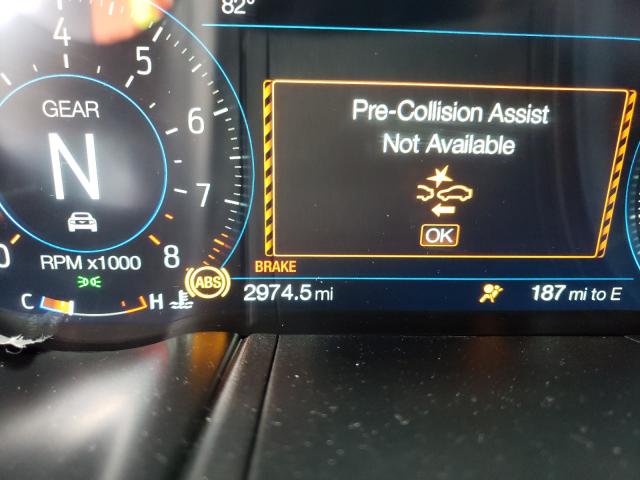 82°
4
5
6
7
8
0
GEAR
N
RPM x1000
C
H
ABS
Pre-Collision Assist
Not Available
OK
BRAKE
2974.5 mi
187 mi to E